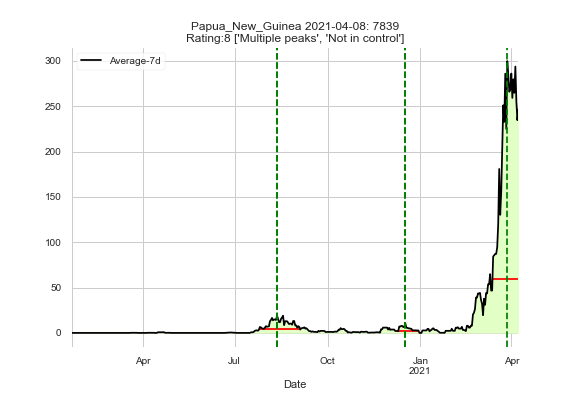 Papua_New_Guinea 2021-04-08: 7839
Rating:8 ['Multiple peaks', 'Not in control']
Average-7d
300
250
200
150
100
50
0
Apr
Jul
Oct
Jan
2021
Apr
Date